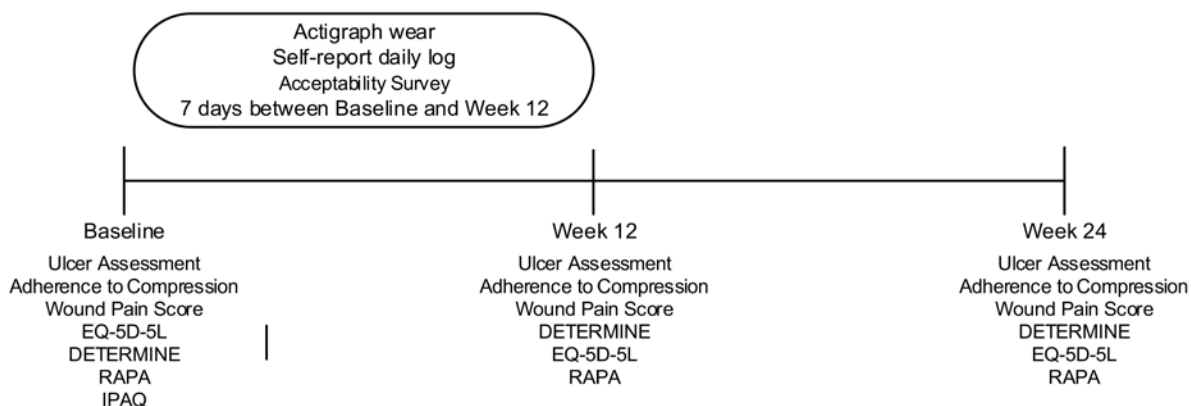 Actigraph wear
Self-report daily log
Acceptability Survey
7 days between Baseline and Week 12
Baseline
Ulcer Assessment
Adherence to Compression
Wound Pain Score
EQ-5D-5L
DETERMINE
RAPA
IPAQ
Week 12
Ulcer Assessment
Adherence to Compression
Wound Pain Score
DETERMINE
EQ-5D-5L
RAPA
Week 24
Ulcer Assessment
Adherence to Compression
Wound Pain Score
DETERMINE
EQ-5D-5L
RAPA